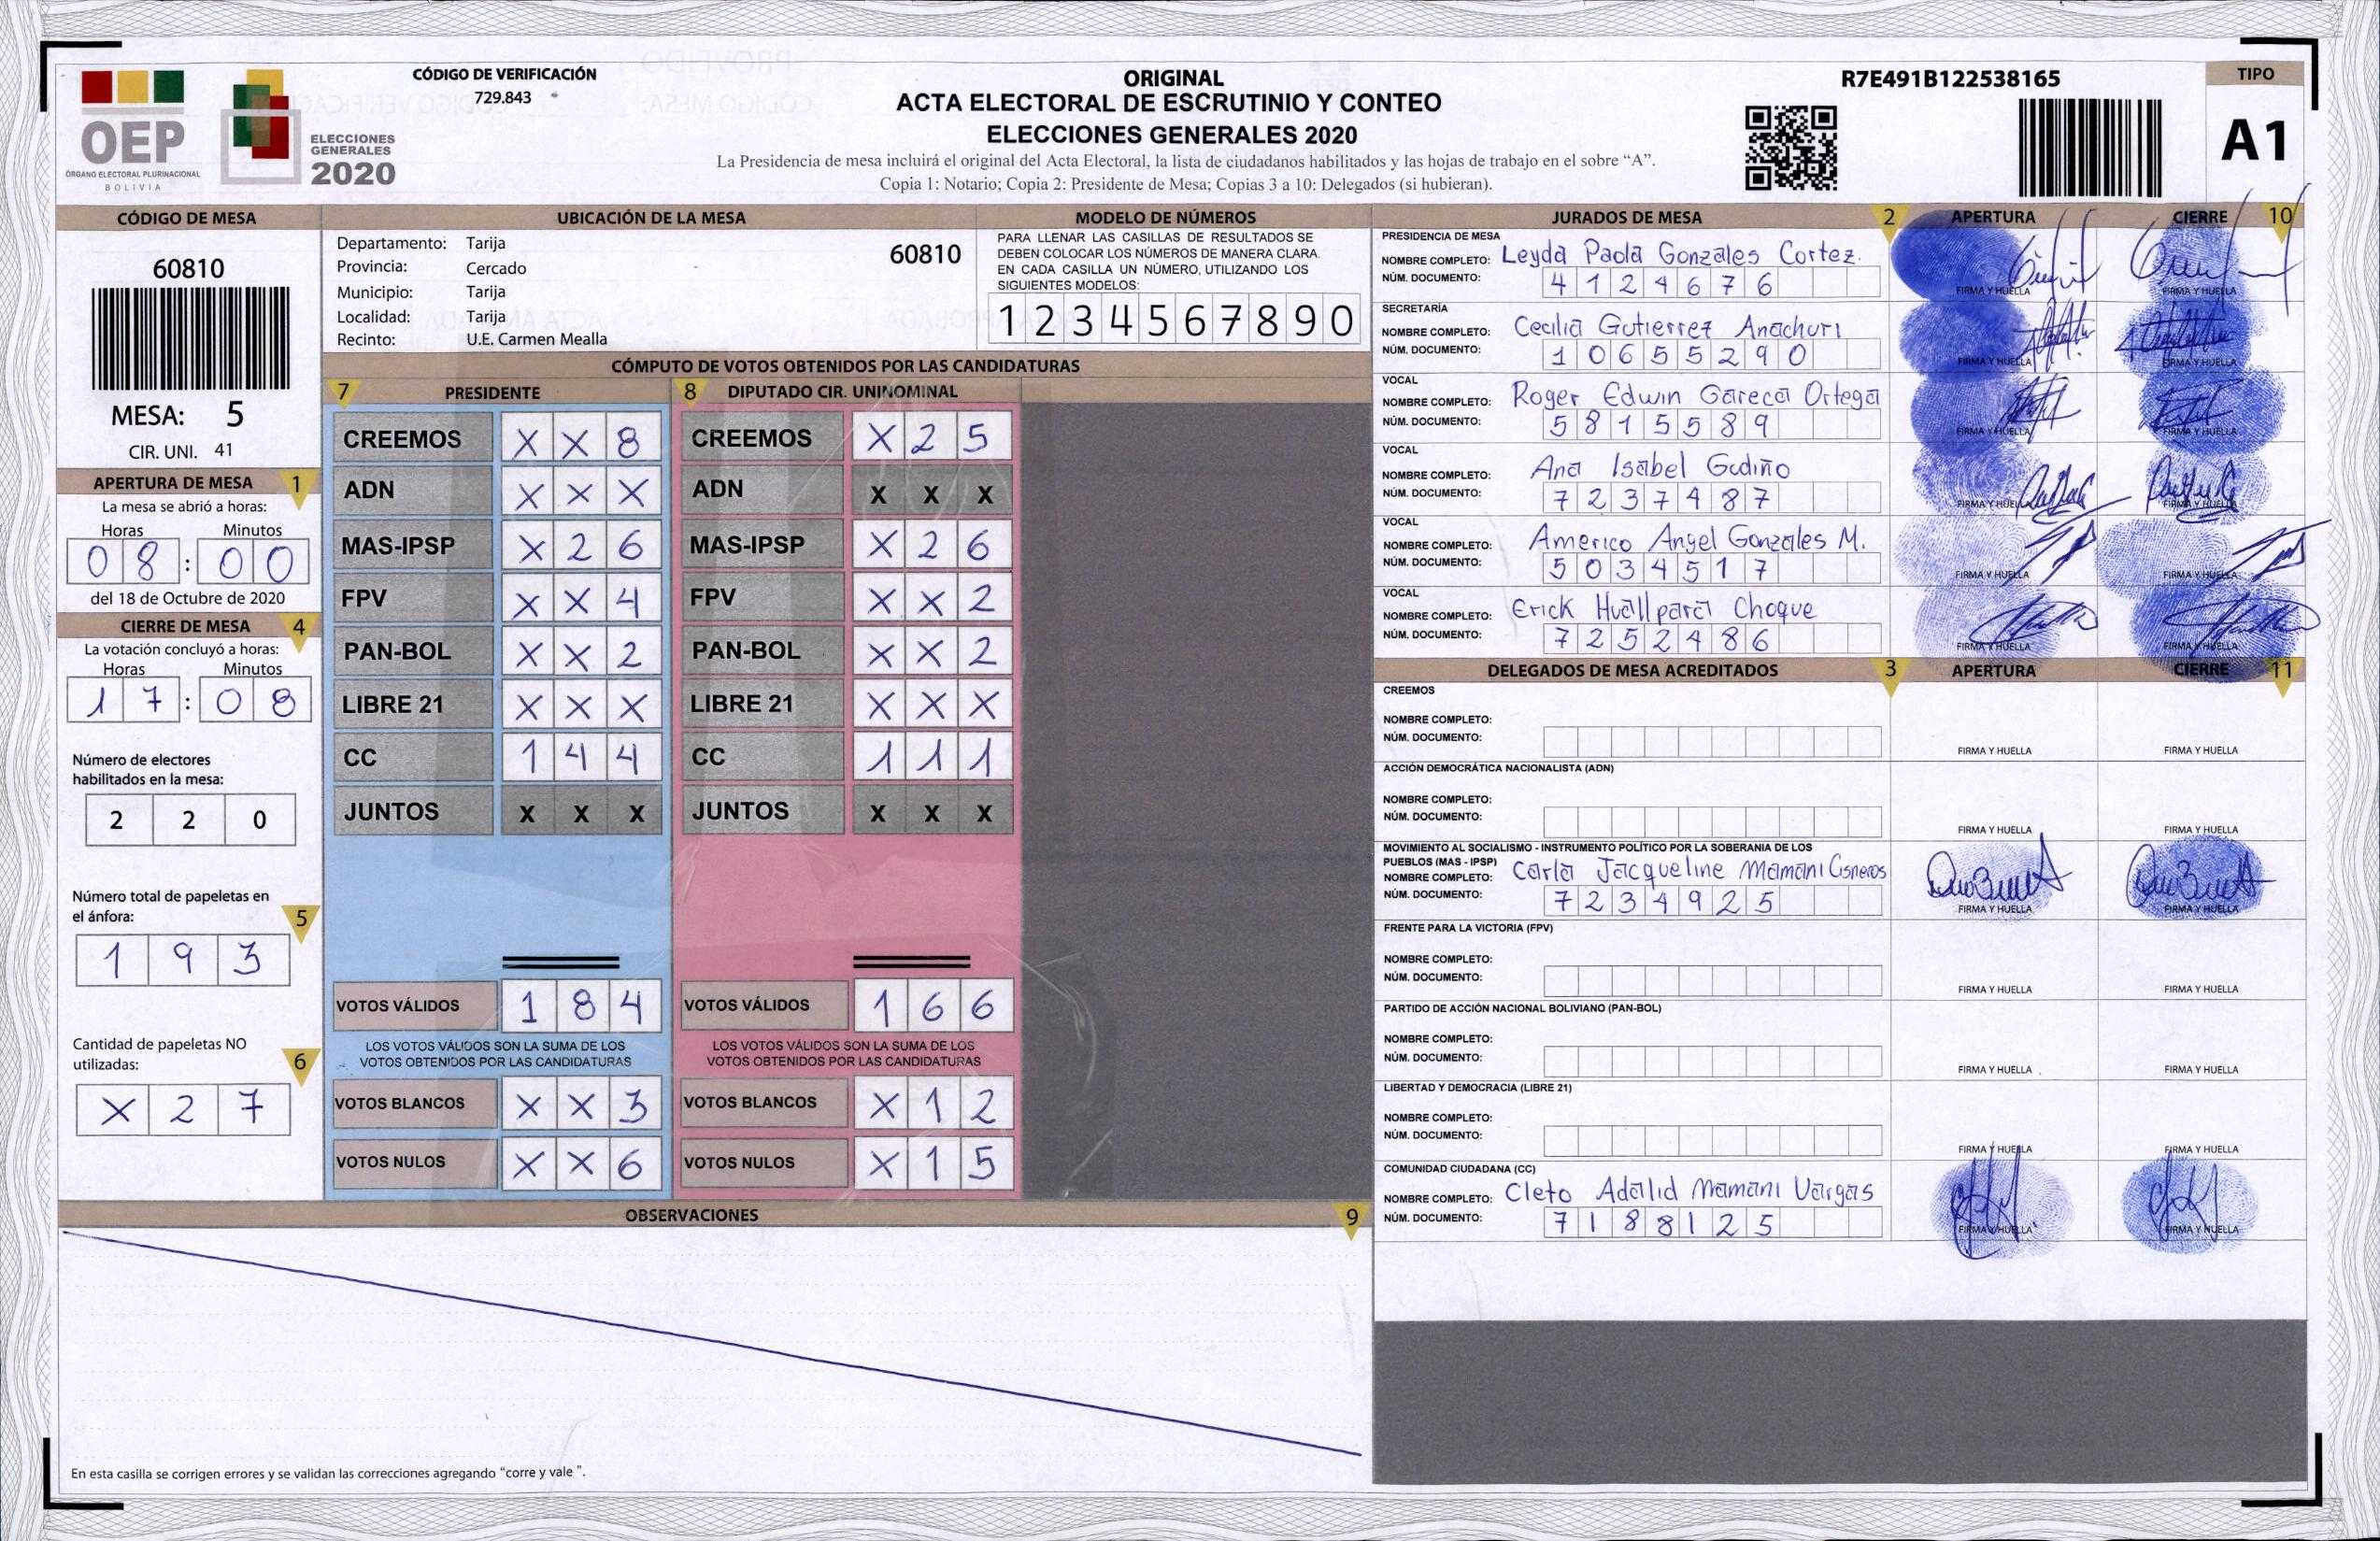 OEP
ÓRGANO ELECTORAL PLURINACIONAL
BOLIVIA
ELECCIONES
GENERALES
2020
CÓDIGO DE VERIFICACIÓN
729.843
ORIGINAL
ACTA ELECTORAL DE ESCRUTINIO Y CONTEO
ELECCIONES GENERALES 2020
La Presidencia de mesa incluirá el original del Acta Electoral, la lista de ciudadanos habilitados y las hojas de trabajo en el sobre “A”.
Copia 1: Notario; Copia 2: Presidente de Mesa; Copias 3 a 10: Delegados (si hubieran).
R7E491B122538165
TIPO
A1
CÓDIGO DE MESA
60810
MESA: 5
CIR. UNI. 41
APERTURA DE MESA 1
La mesa se abrió a horas:
Horas Minutos
08:00
del 18 de Octubre de 2020
CIERRE DE MESA 4
La votación concluyó a horas:
Horas Minutos
17:08
Número de electores
habilitados en la mesa:
2 2 0
Número total de papeletas en
el ánfora: 5
1 9 3
Cantidad de papeletas NO
utilizadas: 6
X 2 7
UBICACIÓN DE LA MESA
Departamento: Tarija 60810
Provincia: Cercado
Municipio: Tarija
Localidad: Tarija
Recinto: U.E. Carmen Mealla
MODELO DE NÚMEROS
PARA LLENAR LAS CASILLAS DE RESULTADOS SE
DEBEN COLOCAR LOS NÚMEROS DE MANERA CLARA.
EN CADA CASILLA UN NÚMERO, UTILIZANDO LOS
SIGUIENTES MODELOS:
1 2 3 4 5 6 7 8 9 0
CÓMPUTO DE VOTOS OBTENIDOS POR LAS CANDIDATURAS
7 PRESIDENTE
CREEMOS X X 8
ADN X X X
MAS-IPSP X 2 6
FPV X X 4
PAN-BOL X X 2
LIBRE 21 X X X
CC 1 4 4
JUNTOS X X X
VOTOS VÁLIDOS 1 8 4
LOS VOTOS VÁLIDOS SON LA SUMA DE LOS
VOTOS OBTENIDOS POR LAS CANDIDATURAS
VOTOS BLANCOS X X 3
VOTOS NULOS X X 6
8 DIPUTADO CIR. UNINOMINAL
CREEMOS X 2 5
ADN X X X
MAS-IPSP X 2 6
FPV X X 2
PAN-BOL X X 2
LIBRE 21 X X X
CC 1 1 1
JUNTOS X X X
VOTOS VÁLIDOS 1 6 6
LOS VOTOS VÁLIDOS SON LA SUMA DE LOS
VOTOS OBTENIDOS POR LAS CANDIDATURAS
VOTOS BLANCOS X 1 2
VOTOS NULOS X 1 5
OBSERVACIONES 9
En esta casilla se corrigen errores y se validan las correcciones agregando “corre y vale”.
JURADOS DE MESA 2 APERTURA CIERRE 10
PRESIDENCIA DE MESA
NOMBRE COMPLETO: Leyda Paola Gonzales Cortez.
NÚM. DOCUMENTO: 4124676
FIRMA Y HUELLA FIRMA Y HUELLA
SECRETARÍA
NOMBRE COMPLETO: Cecilia Gutierrez Anachuri
NÚM. DOCUMENTO: 10655290
FIRMA Y HUELLA FIRMA Y HUELLA
VOCAL
NOMBRE COMPLETO: Roger Edwin Gareca Ortega
NÚM. DOCUMENTO: 5815589
FIRMA Y HUELLA FIRMA Y HUELLA
VOCAL
NOMBRE COMPLETO: Ana Isabel Gudiño
NÚM. DOCUMENTO: 7237487
FIRMA Y HUELLA FIRMA Y HUELLA
VOCAL
NOMBRE COMPLETO: Americo Angel Gonzales M.
NÚM. DOCUMENTO: 5034517
FIRMA Y HUELLA FIRMA Y HUELLA
VOCAL
NOMBRE COMPLETO: Erick Huallpara Choque
NÚM. DOCUMENTO: 7252486
FIRMA Y HUELLA FIRMA Y HUELLA
DELEGADOS DE MESA ACREDITADOS 3 APERTURA CIERRE 11
CREEMOS
NOMBRE COMPLETO:
NÚM. DOCUMENTO:
FIRMA Y HUELLA FIRMA Y HUELLA
ACCIÓN DEMOCRÁTICA NACIONALISTA (ADN)
NOMBRE COMPLETO:
NÚM. DOCUMENTO:
FIRMA Y HUELLA FIRMA Y HUELLA
MOVIMIENTO AL SOCIALISMO - INSTRUMENTO POLÍTICO POR LA SOBERANIA DE LOS
PUEBLOS (MAS - IPSP)
NOMBRE COMPLETO: Carla Jacqueline Mamani Cisneros
NÚM. DOCUMENTO: 7234925
FIRMA Y HUELLA FIRMA Y HUELLA
FRENTE PARA LA VICTORIA (FPV)
NOMBRE COMPLETO:
NÚM. DOCUMENTO:
FIRMA Y HUELLA FIRMA Y HUELLA
PARTIDO DE ACCIÓN NACIONAL BOLIVIANO (PAN-BOL)
NOMBRE COMPLETO:
NÚM. DOCUMENTO:
FIRMA Y HUELLA FIRMA Y HUELLA
LIBERTAD Y DEMOCRACIA (LIBRE 21)
NOMBRE COMPLETO:
NÚM. DOCUMENTO:
FIRMA Y HUELLA FIRMA Y HUELLA
COMUNIDAD CIUDADANA (CC)
NOMBRE COMPLETO: Cleto Adalid Mamani Vargas
NÚM. DOCUMENTO: 7188125
FIRMA Y HUELLA FIRMA Y HUELLA